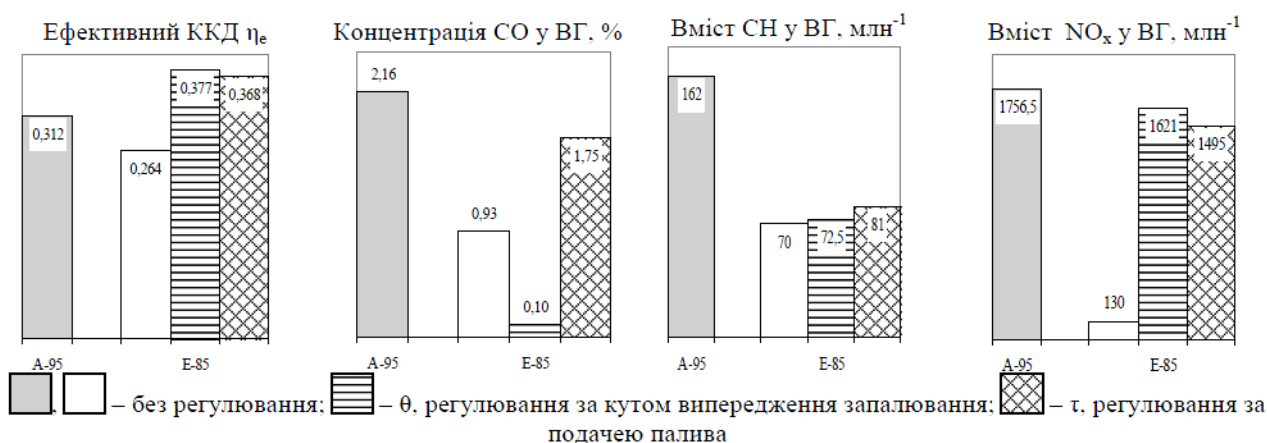 Ефективний ККД ηₑ
Концентрація СО у ВГ, %
Вміст СН у ВГ, млн⁻¹
Вміст NOₓ у ВГ, млн⁻¹
0,312
0,264
0,377
0,368
2,16
0,93
0,10
1,75
162
70
72,5
81
1756,5
130
1621
1495
А-95 Е-85
А-95 Е-85
А-95 Е-85
А-95 Е-85
, – без регулювання; – θ, регулювання за кутом випередження запалювання; – τ, регулювання за
подачею палива